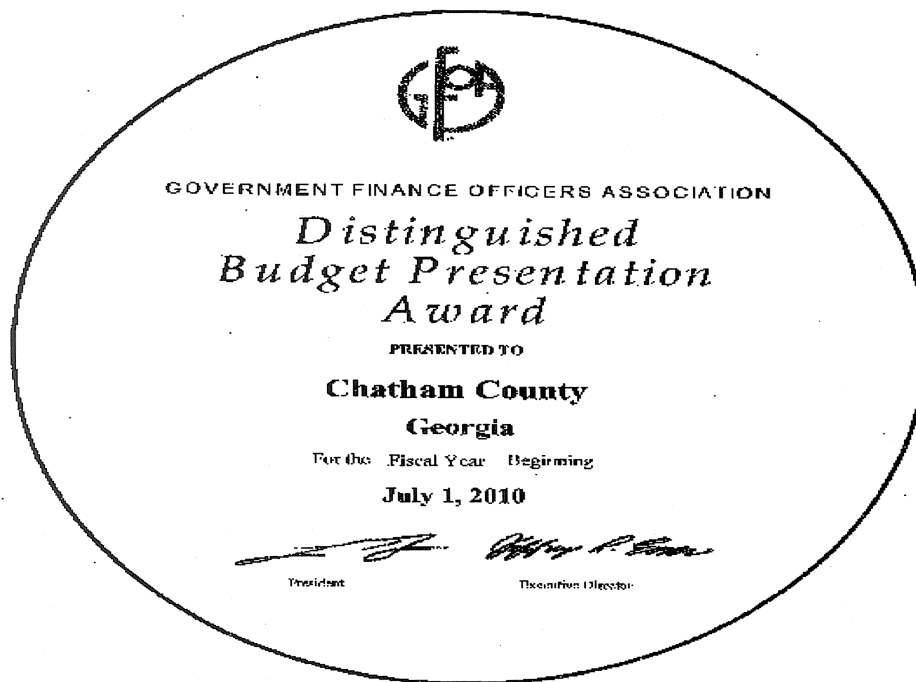 GFOA
GOVERNMENT FINANCE OFFICERS ASSOCIATION
Distinguished
Budget Presentation
Award
PRESENTED TO
Chatham County
Georgia
For the Fiscal Year Beginning
July 1, 2010
President
Executive Director